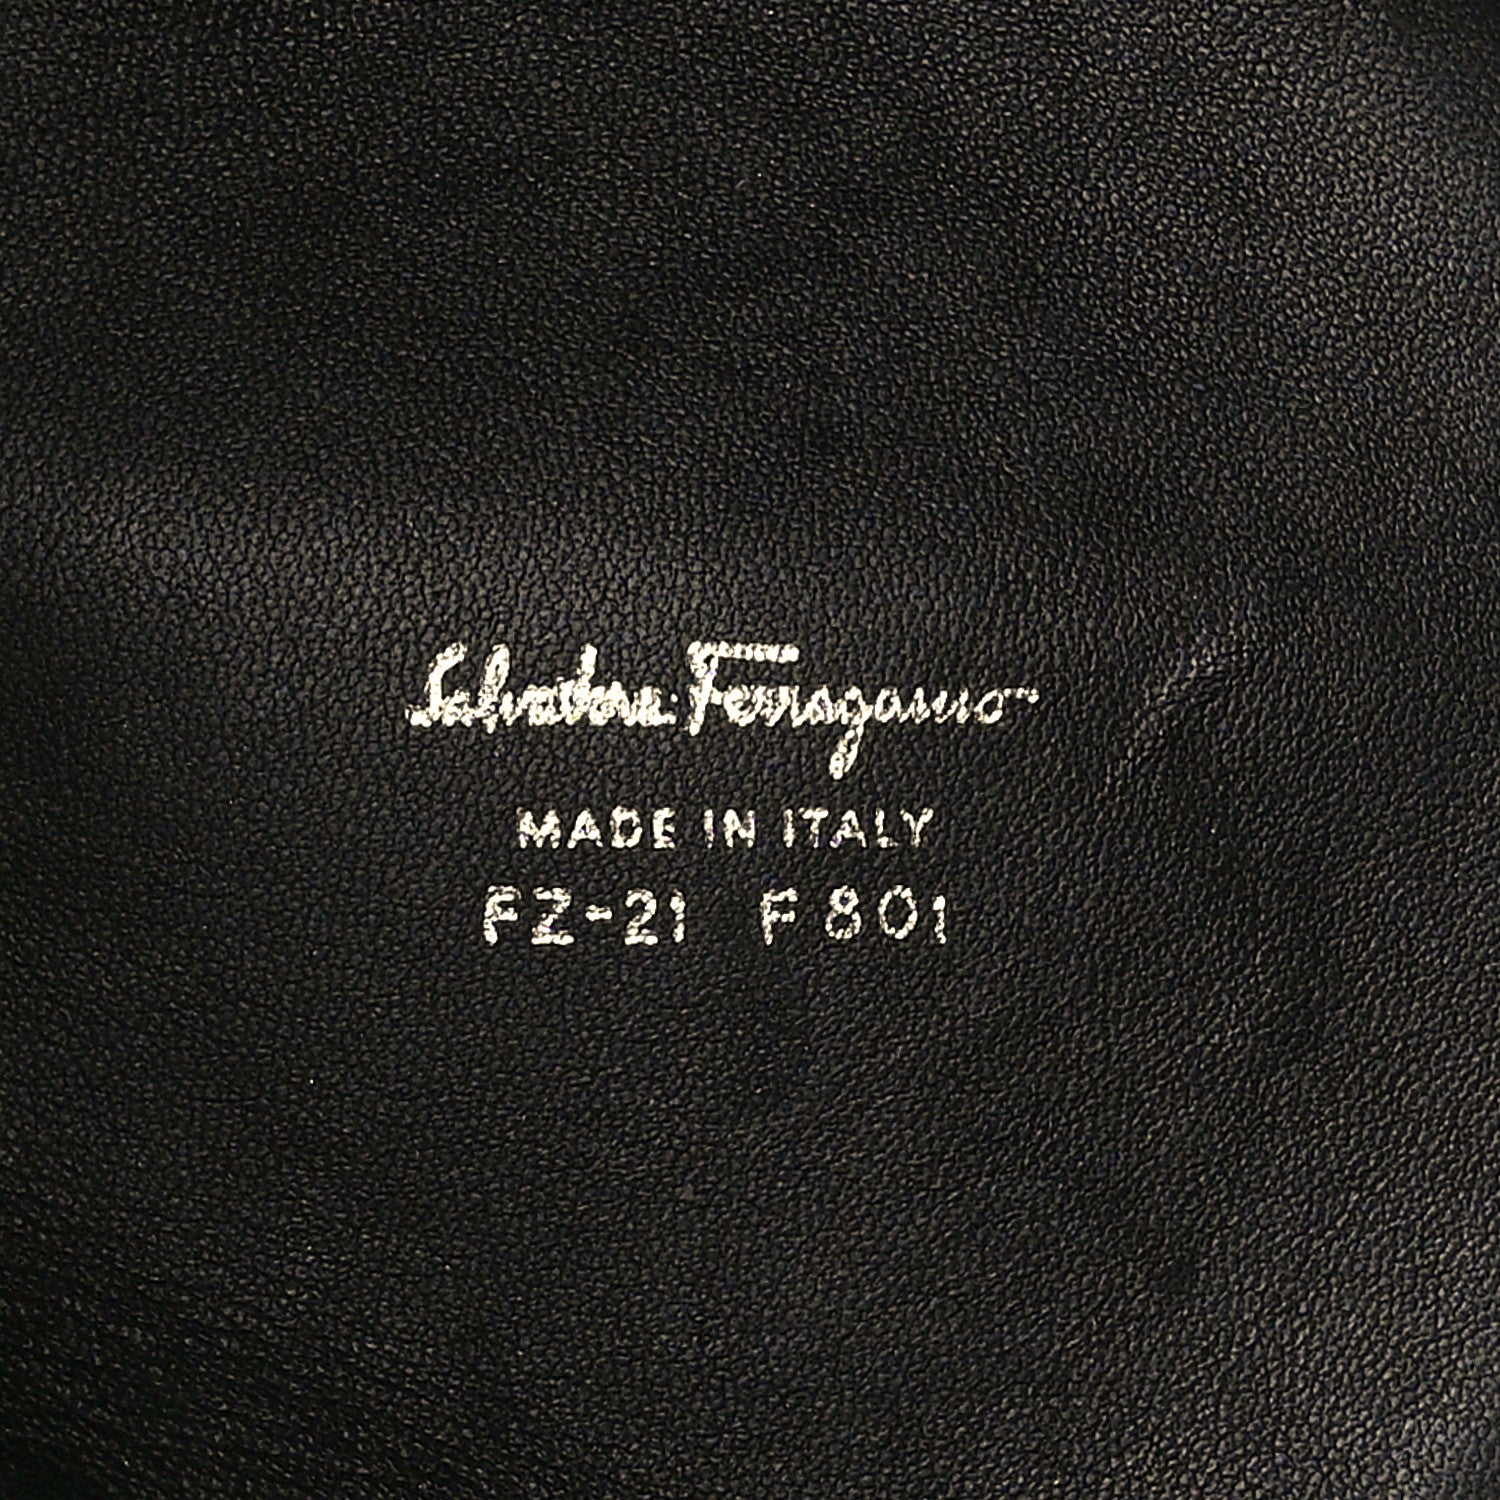 Salvatore Ferragamo
MADE IN ITALY
FZ-21 F801